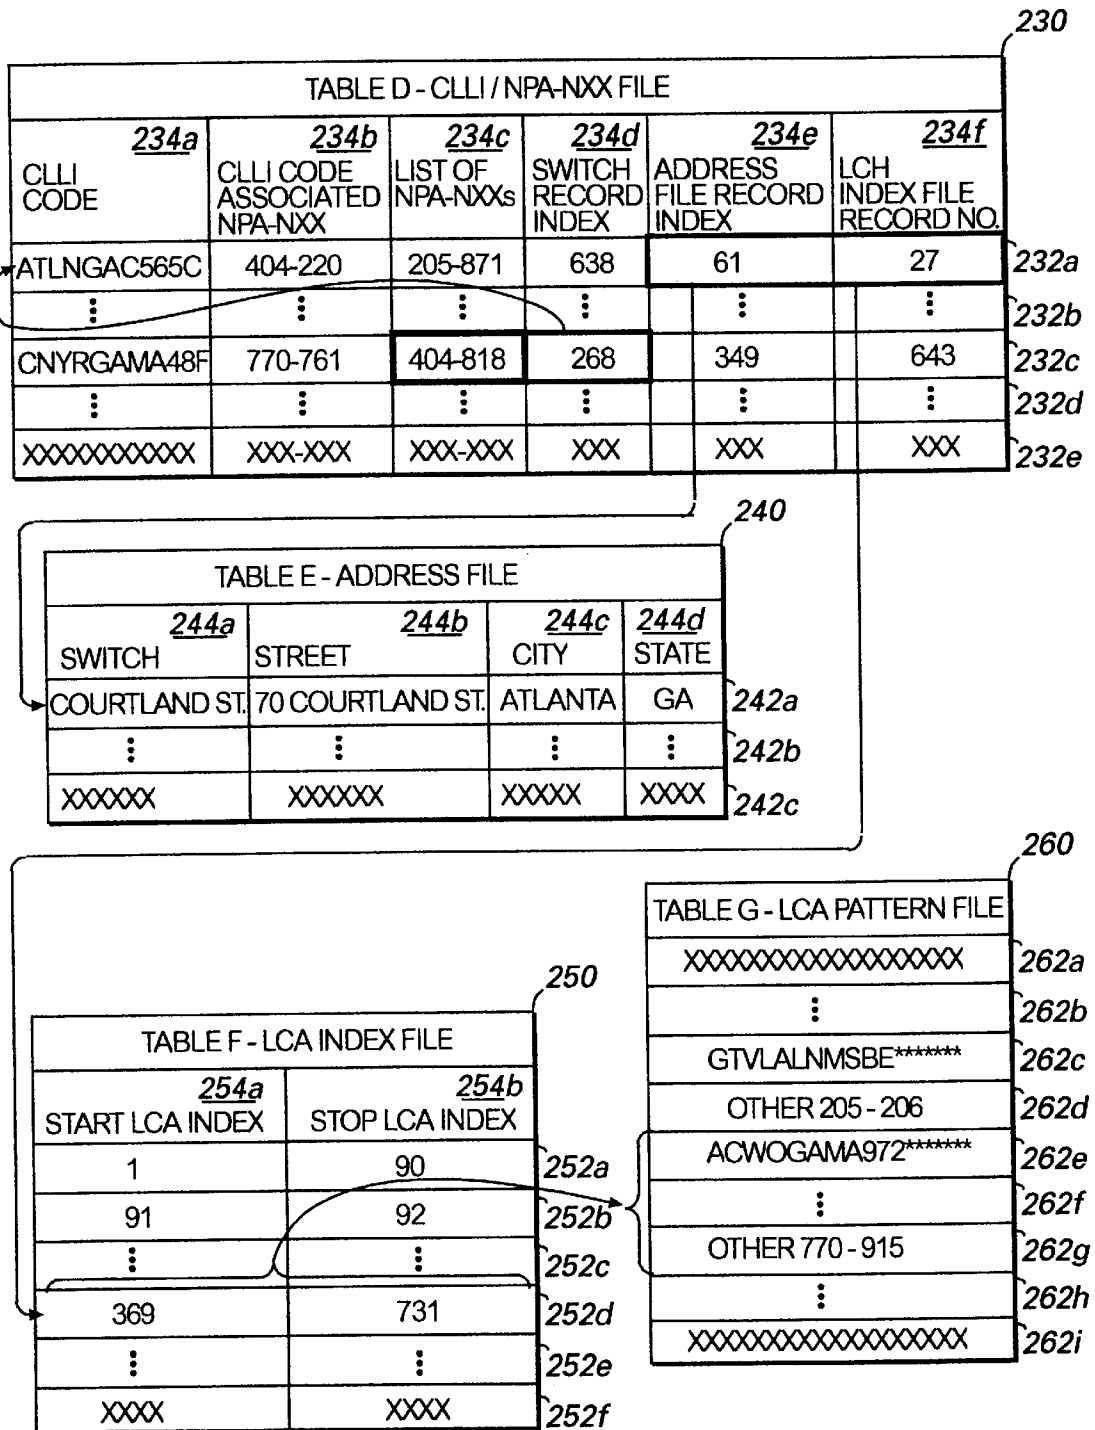 230
TABLE D - CLLI / NPA-NXX FILE
234a 234b 234c 234d 234e 234f
CLLI CODE
CLLI CODE ASSOCIATED NPA-NXX
LIST OF NPA-NXXs
SWITCH RECORD INDEX
ADDRESS FILE RECORD INDEX
LCH INDEX FILE RECORD NO.
ATLNGAC565C 404-220 205-871 638 61 27 232a
232b
CNYRGAMA48F 770-761 404-818 268 349 643 232c
232d
XXXXXXXXXXX XXX-XXX XXX-XXX XXX XXX XXX 232e
240
TABLE E - ADDRESS FILE
244a 244b 244c 244d
SWITCH STREET CITY STATE
COURTLAND ST. 70 COURTLAND ST. ATLANTA GA 242a
242b
XXXXXX XXXXXX XXXXX XXXX 242c
250
TABLE F - LCA INDEX FILE
254a 254b
START LCA INDEX STOP LCA INDEX
1 90 252a
91 92 252b
252c
369 731 252d
252e
XXXX XXXX 252f
260
TABLE G - LCA PATTERN FILE
XXXXXXXXXXXXXXXXXX 262a
262b
GTVLALNMSBE******* 262c
OTHER 205 - 206 262d
ACWOGAMA972******* 262e
262f
OTHER 770 - 915 262g
262h
XXXXXXXXXXXXXXXXXX 262i